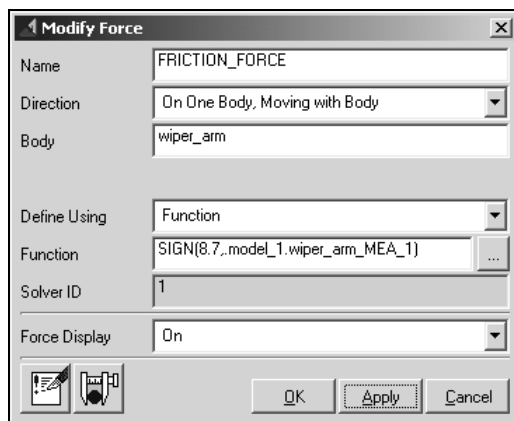 Modify Force
Name FRICTION_FORCE
Direction On One Body, Moving with Body
Body wiper_arm
Define Using Function
Function SIGN(8.7,.model_1.wiper_arm_MEA_1) ...
Solver ID 1
Force Display On
OK Apply Cancel